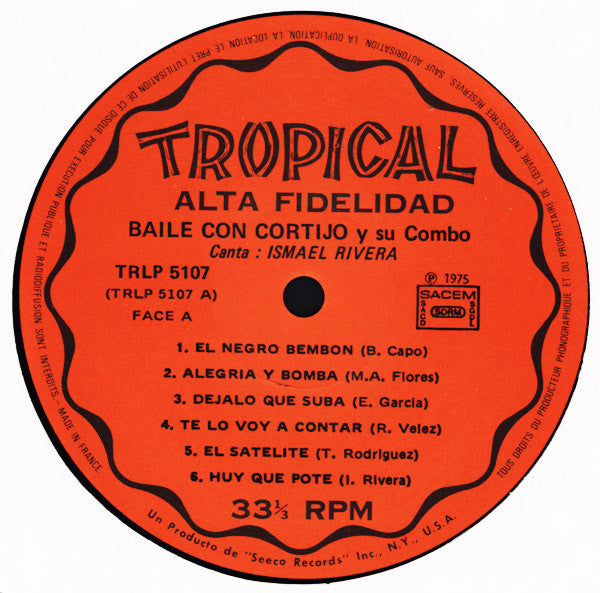 TOUS DROITS DU PRODUCTEUR PHONOGRAPHIQUE ET DU PROPRIETAIRE DE L'ŒUVRE ENREGISTREE RESERVES. SAUF AUTORISATION LA DUPLICATION, LA LOCATION, LE PRET, L'UTILISATION DE CE DISQUE POUR EXECUTION PUBLIQUE ET RADIODIFFUSION SONT INTERDITS. - MADE IN FRANCE.
TROPICAL
ALTA FIDELIDAD
BAILE CON CORTIJO y su Combo
Canta : ISMAEL RIVERA
TRLP 5107
(TRLP 5107 A)
FACE A
℗ 1975
SACEM
SACD
SDRM
SGDL
1. EL NEGRO BEMBON (B. Capo)
2. ALEGRIA Y BOMBA (M.A. Flores)
3. DEJALO QUE SUBA (E. Garcia)
4. TE LO VOY A CONTAR (R. Velez)
5. EL SATELITE (T. Rodriguez)
6. HUY QUE POTE (I. Rivera)
33⅓ RPM
Un Producto de "Seeco Records" Inc., N.Y., U.S.A.